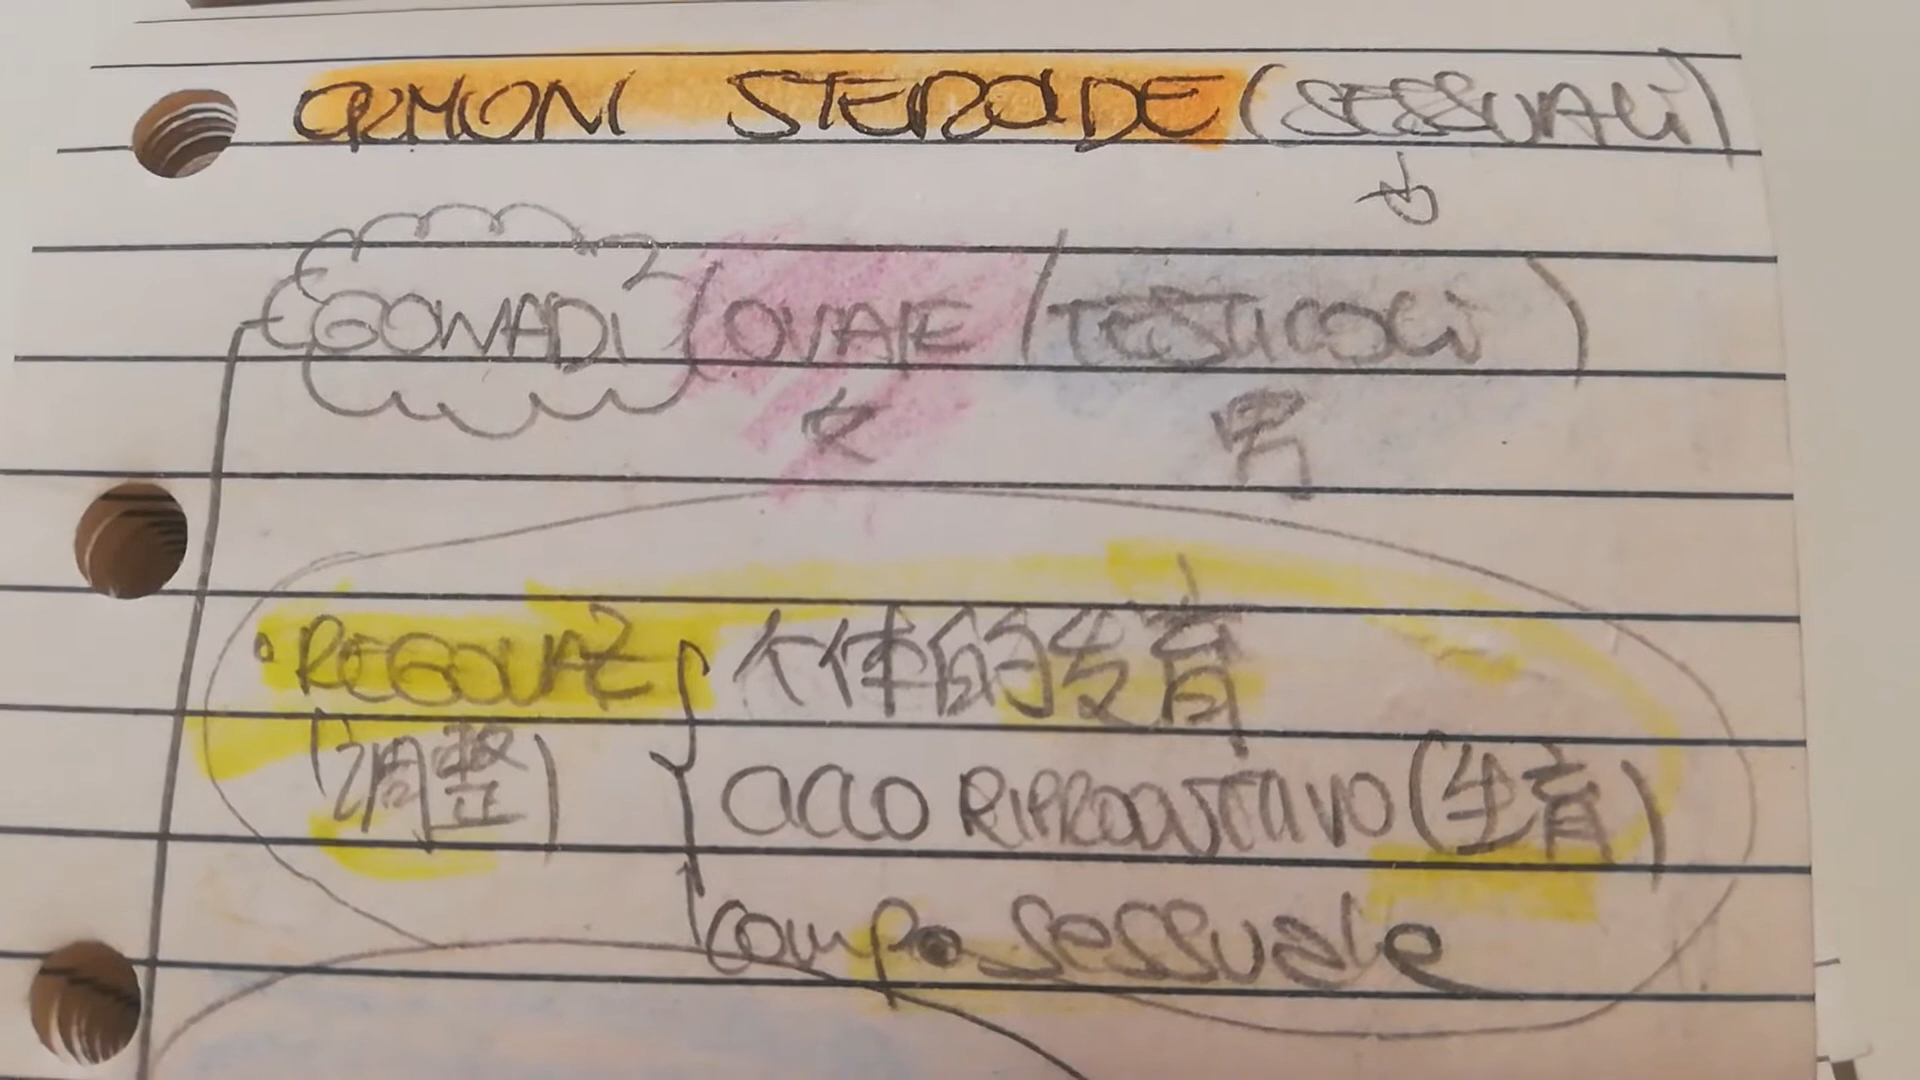 ORMONI STEROIDE (SESSUALI)
GONADI (OVAIE / TESTICOLI)
女 男
• REGOLAZ { 个体的发育
(调整) CICLO RIPRODUTTIVO (生育)
compo sessuale